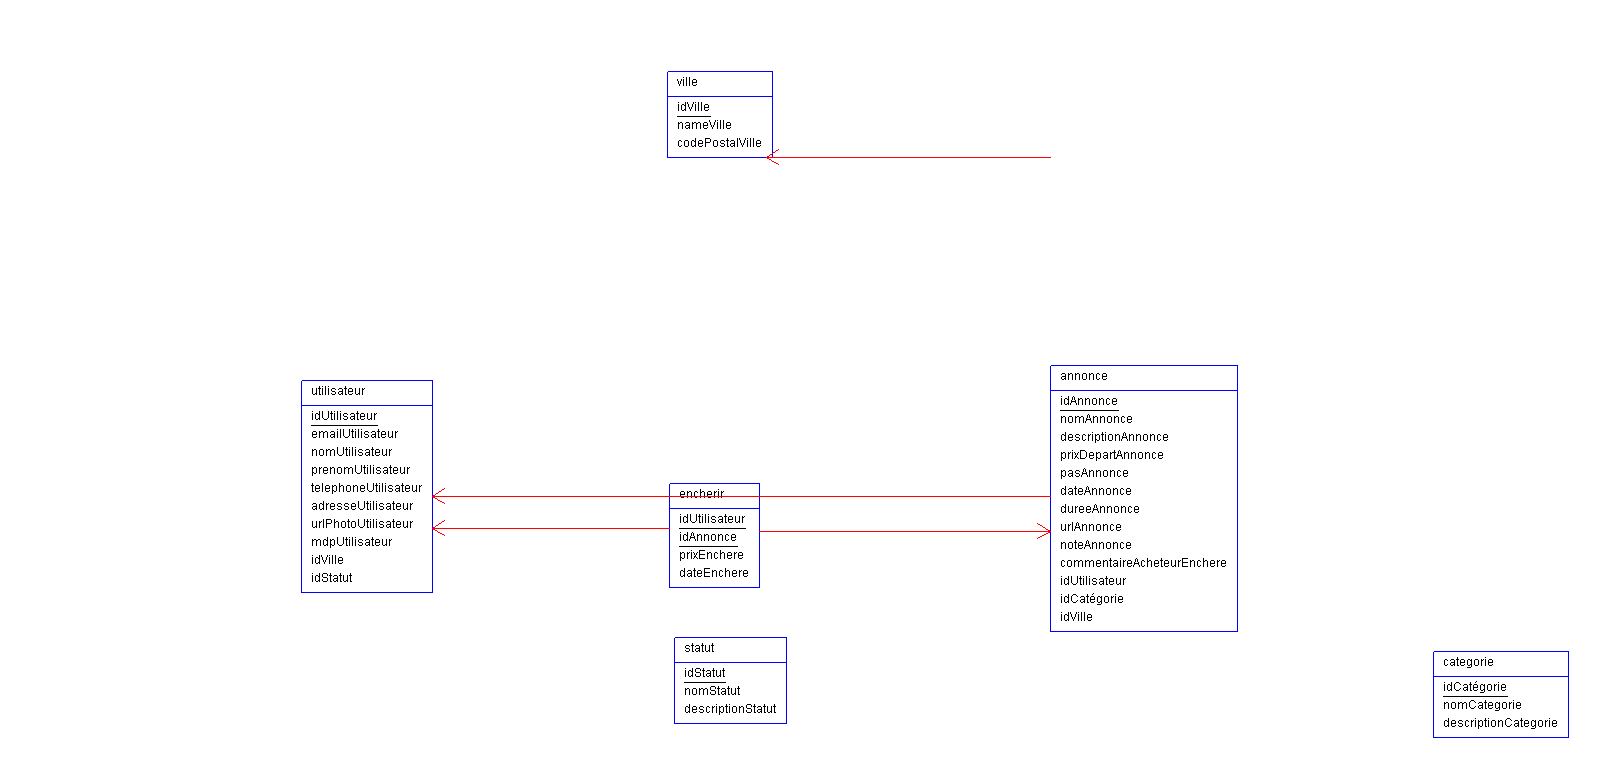 ville
idVille
nameVille
codePostalVille
utilisateur
idUtilisateur
emailUtilisateur
nomUtilisateur
prenomUtilisateur
telephoneUtilisateur
adresseUtilisateur
urlPhotoUtilisateur
mdpUtilisateur
idVille
idStatut
encherir
idUtilisateur
idAnnonce
prixEnchere
dateEnchere
annonce
idAnnonce
nomAnnonce
descriptionAnnonce
prixDepartAnnonce
pasAnnonce
dateAnnonce
dureeAnnonce
urlAnnonce
noteAnnonce
commentaireAcheteurEnchere
idUtilisateur
idCatégorie
idVille
statut
idStatut
nomStatut
descriptionStatut
categorie
idCatégorie
nomCategorie
descriptionCategorie